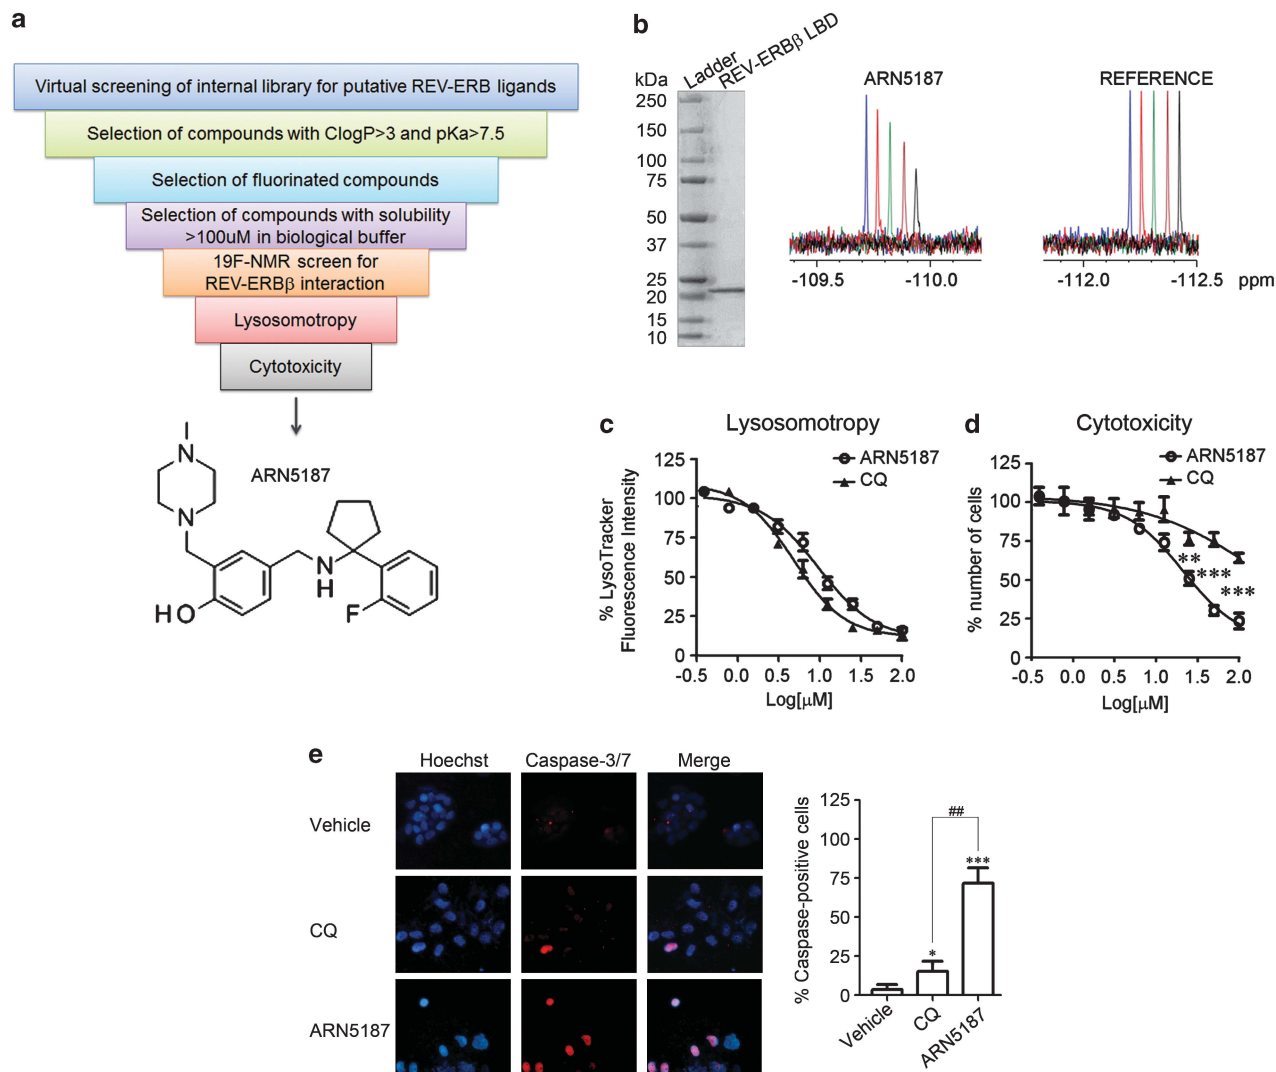 a
Virtual screening of internal library for putative REV-ERB ligands
Selection of compounds with ClogP>3 and pKa>7.5
Selection of fluorinated compounds
Selection of compounds with solubility
>100uM in biological buffer
19F-NMR screen for
REV-ERBβ interaction
Lysosomotropy
Cytotoxicity
ARN5187
N
N
HO
N
H
F
b
kDa
Ladder
REV-ERBβ LBD
250
150
100
75
50
37
25
20
15
10
ARN5187
-109.5 -110.0
REFERENCE
-112.0 -112.5 ppm
c
Lysosomotropy
ARN5187
CQ
% LysoTracker
Fluorescence Intensity
125
100
75
50
25
0
-0.5 0.0 0.5 1.0 1.5 2.0
Log[μM]
d
Cytotoxicity
ARN5187
CQ
% number of cells
125
100
75
50
25
0
**
***
***
-0.5 0.0 0.5 1.0 1.5 2.0
Log[μM]
e
Hoechst Caspase-3/7 Merge
Vehicle
CQ
ARN5187
% Caspase-positive cells
125
100
75
50
25
0
##
*
***
Vehicle
CQ
ARN5187